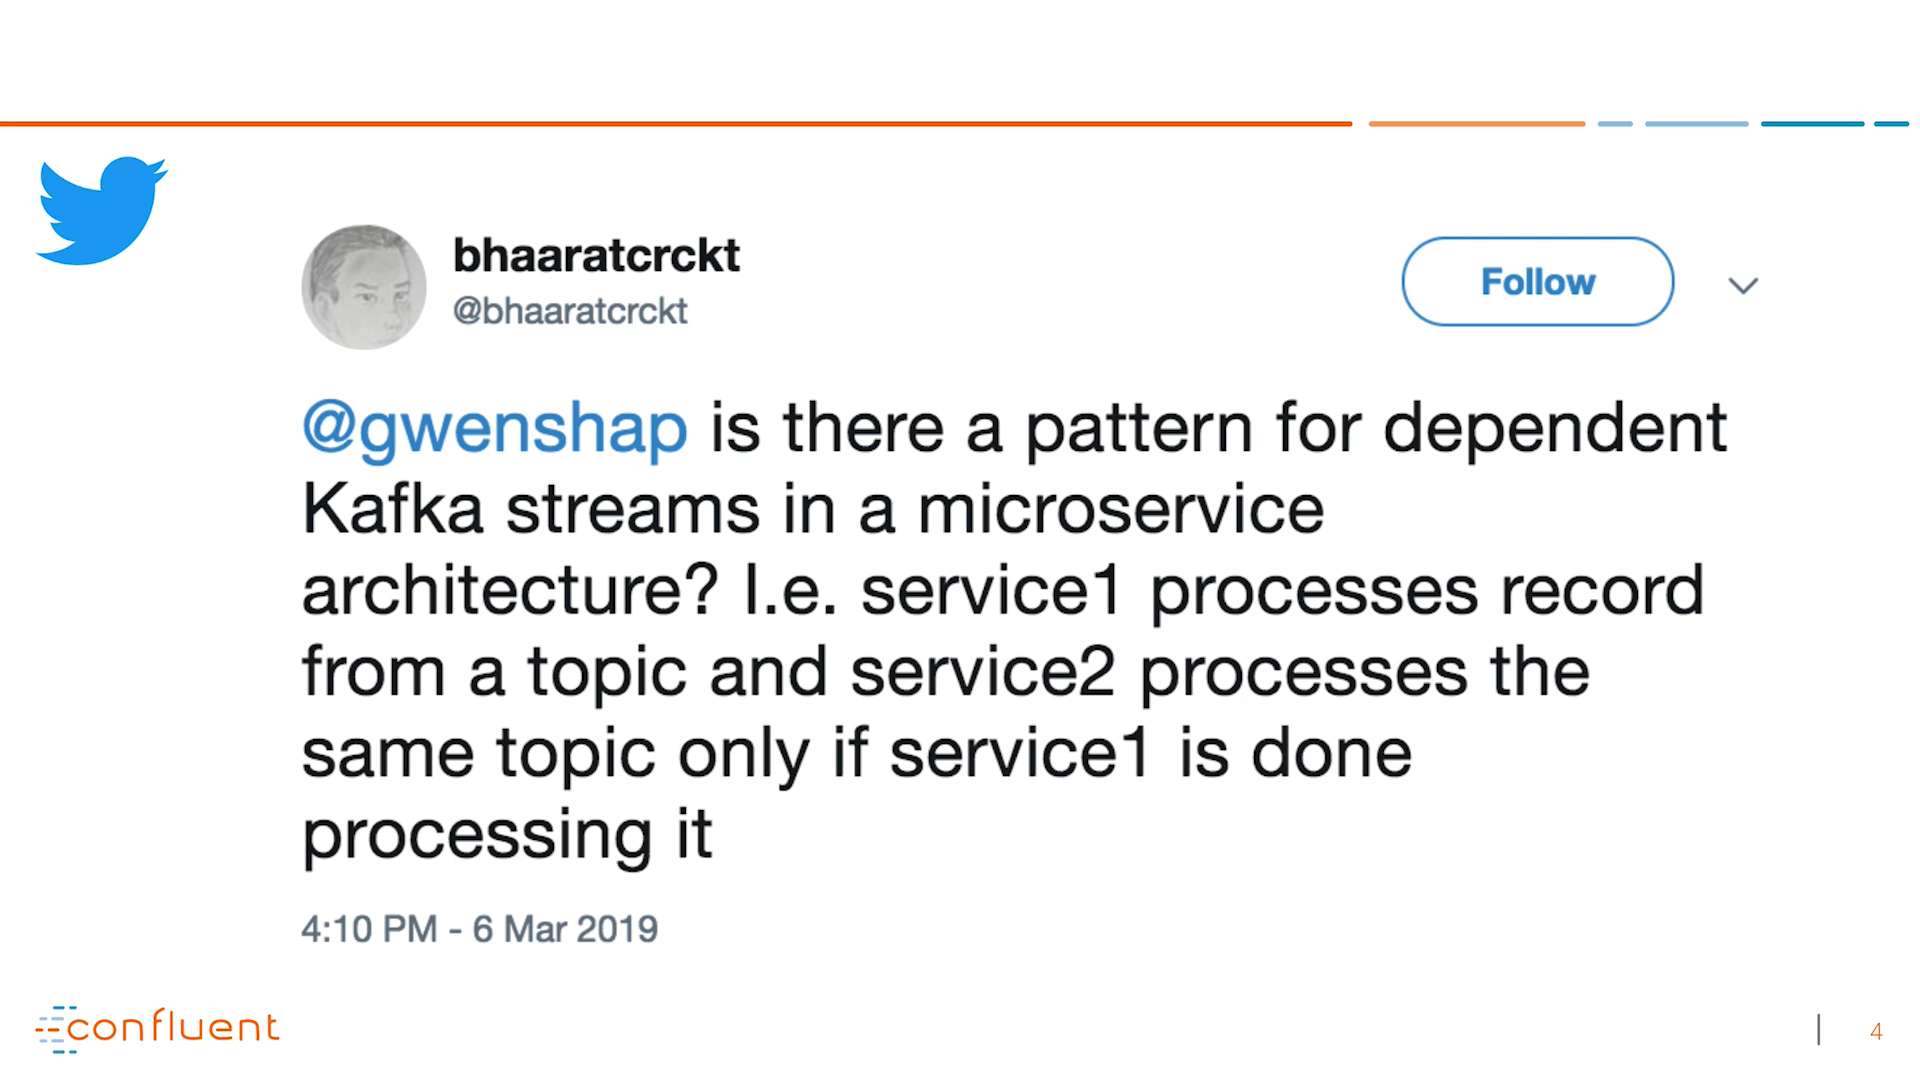 bhaaratcrckt
@bhaaratcrckt
Follow
@gwenshap is there a pattern for dependent
Kafka streams in a microservice
architecture? I.e. service1 processes record
from a topic and service2 processes the
same topic only if service1 is done
processing it
4:10 PM - 6 Mar 2019
confluent
4